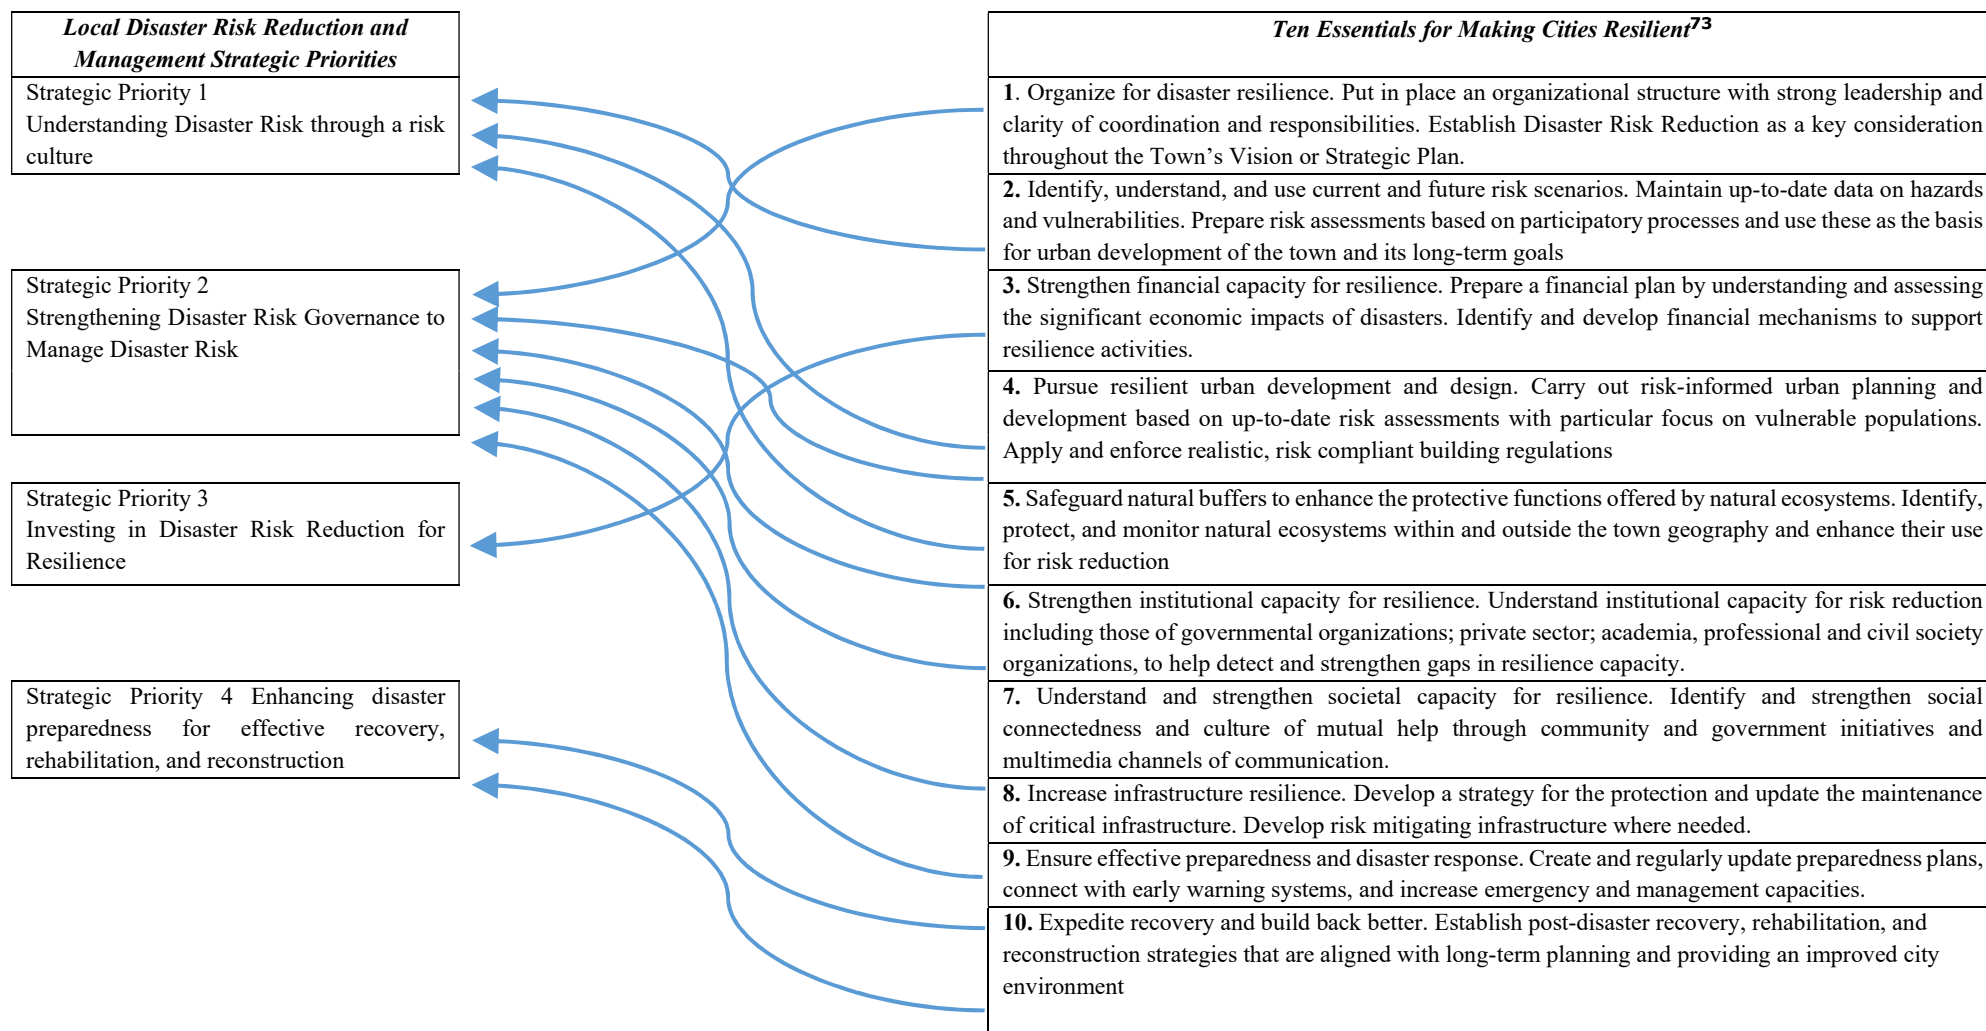 Local Disaster Risk Reduction and
Management Strategic Priorities
Strategic Priority 1
Understanding Disaster Risk through a risk
culture
Strategic Priority 2
Strengthening Disaster Risk Governance to
Manage Disaster Risk
Strategic Priority 3
Investing in Disaster Risk Reduction for
Resilience
Strategic Priority 4 Enhancing disaster
preparedness for effective recovery,
rehabilitation, and reconstruction
Ten Essentials for Making Cities Resilient73
1. Organize for disaster resilience. Put in place an organizational structure with strong leadership and
clarity of coordination and responsibilities. Establish Disaster Risk Reduction as a key consideration
throughout the Town’s Vision or Strategic Plan.
2. Identify, understand, and use current and future risk scenarios. Maintain up-to-date data on hazards
and vulnerabilities. Prepare risk assessments based on participatory processes and use these as the basis
for urban development of the town and its long-term goals
3. Strengthen financial capacity for resilience. Prepare a financial plan by understanding and assessing
the significant economic impacts of disasters. Identify and develop financial mechanisms to support
resilience activities.
4. Pursue resilient urban development and design. Carry out risk-informed urban planning and
development based on up-to-date risk assessments with particular focus on vulnerable populations.
Apply and enforce realistic, risk compliant building regulations
5. Safeguard natural buffers to enhance the protective functions offered by natural ecosystems. Identify,
protect, and monitor natural ecosystems within and outside the town geography and enhance their use
for risk reduction
6. Strengthen institutional capacity for resilience. Understand institutional capacity for risk reduction
including those of governmental organizations; private sector; academia, professional and civil society
organizations, to help detect and strengthen gaps in resilience capacity.
7. Understand and strengthen societal capacity for resilience. Identify and strengthen social
connectedness and culture of mutual help through community and government initiatives and
multimedia channels of communication.
8. Increase infrastructure resilience. Develop a strategy for the protection and update the maintenance
of critical infrastructure. Develop risk mitigating infrastructure where needed.
9. Ensure effective preparedness and disaster response. Create and regularly update preparedness plans,
connect with early warning systems, and increase emergency and management capacities.
10. Expedite recovery and build back better. Establish post-disaster recovery, rehabilitation, and
reconstruction strategies that are aligned with long-term planning and providing an improved city
environment